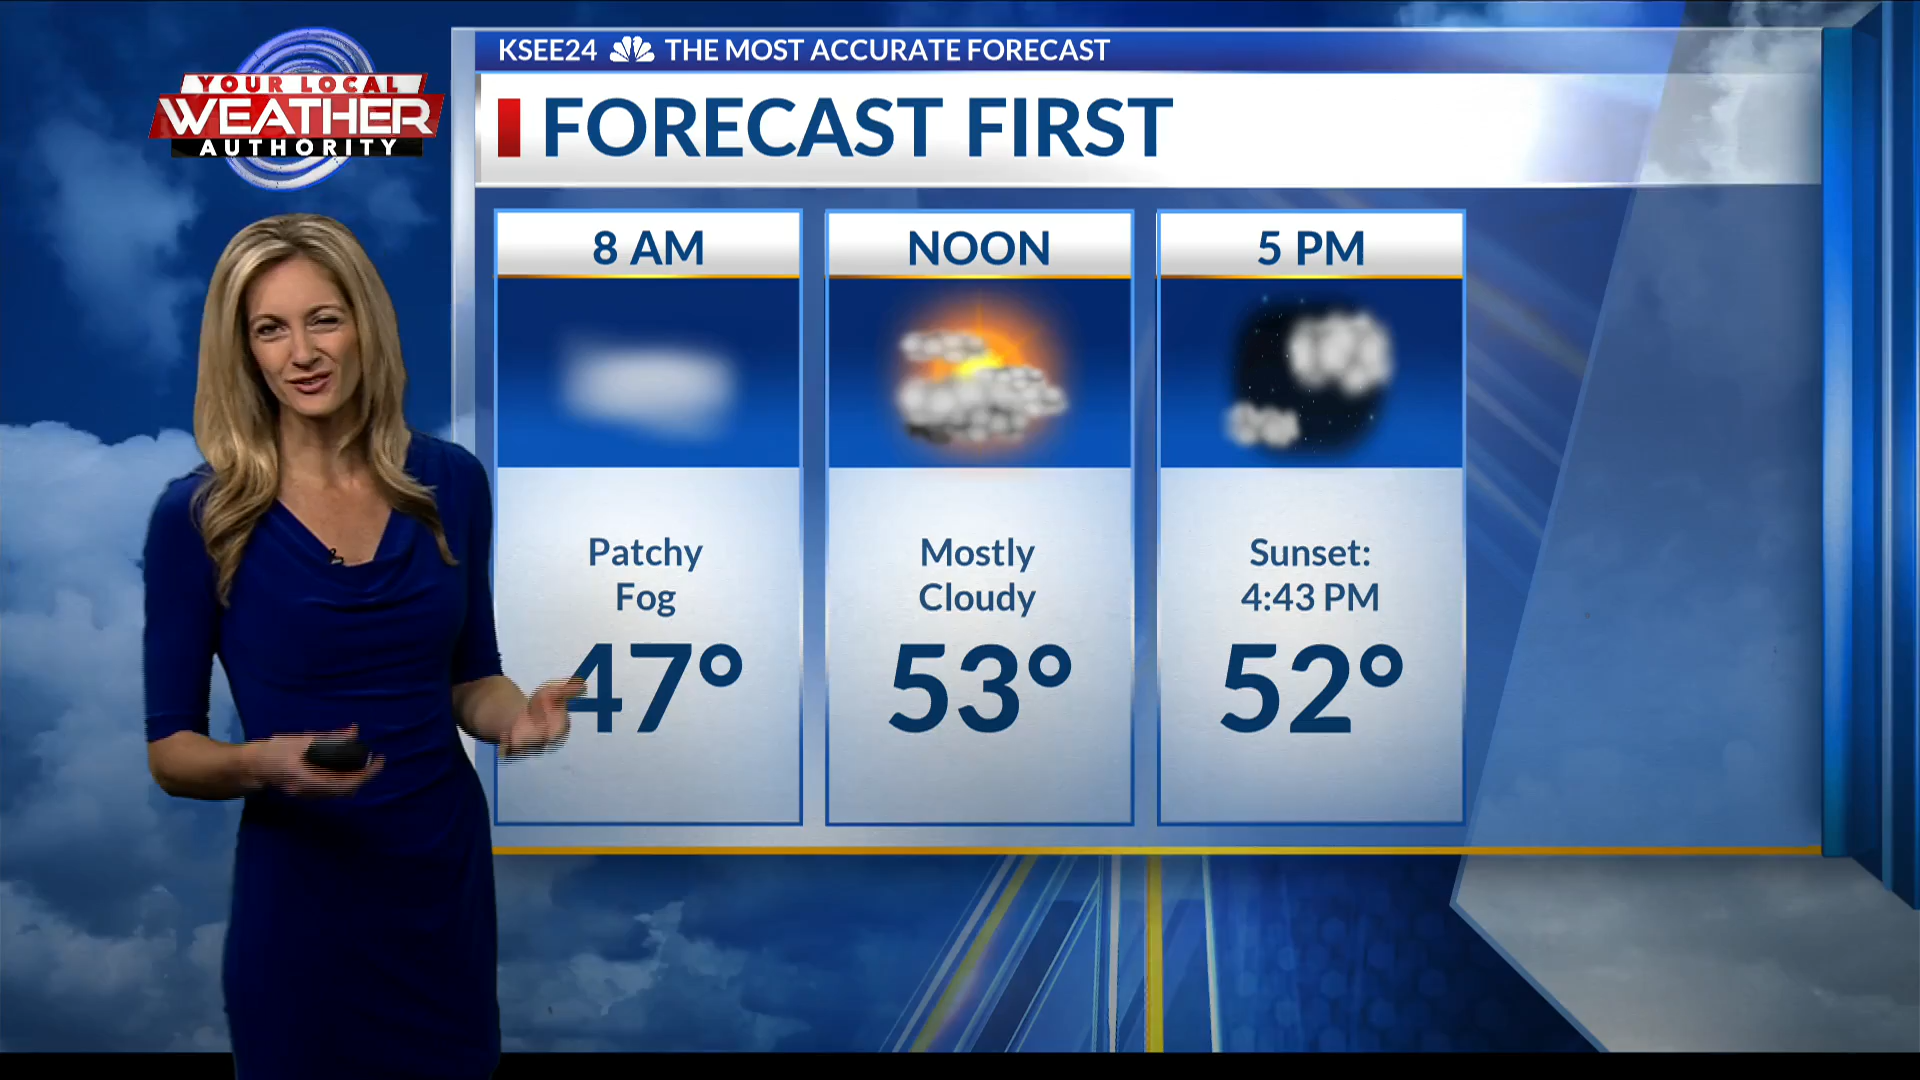 YOUR LOCAL
WEATHER
AUTHORITY
KSEE24 THE MOST ACCURATE FORECAST
FORECAST FIRST
8 AM
Patchy
Fog
47°
NOON
Mostly
Cloudy
53°
5 PM
Sunset:
4:43 PM
52°